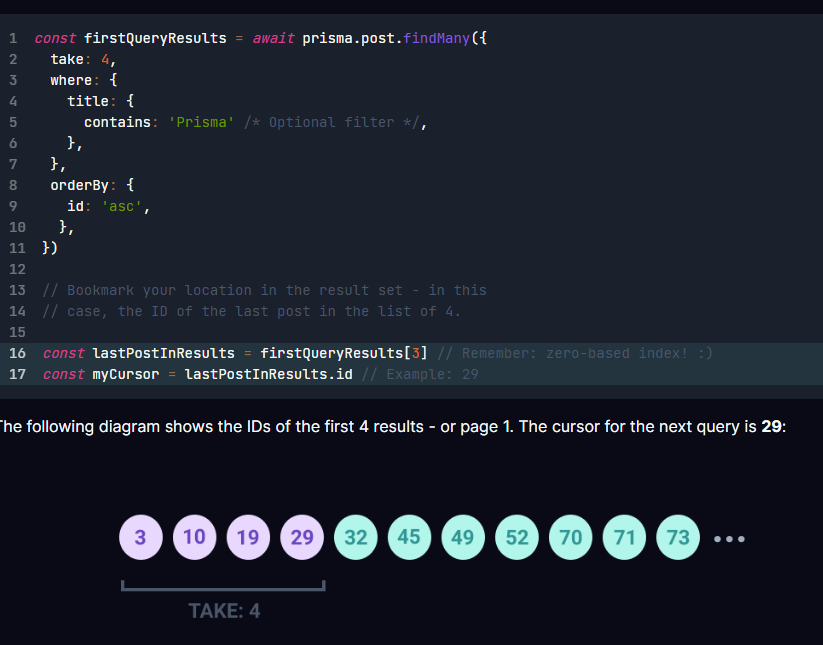 1 const firstQueryResults = await prisma.post.findMany({
2 take: 4,
3 where: {
4 title: {
5 contains: 'Prisma' /* Optional filter */,
6 },
7 },
8 orderBy: {
9 id: 'asc',
10 },
11 })
12
13 // Bookmark your location in the result set - in this
14 // case, the ID of the last post in the list of 4.
15
16 const lastPostInResults = firstQueryResults[3] // Remember: zero-based index! :)
17 const myCursor = lastPostInResults.id // Example: 29
The following diagram shows the IDs of the first 4 results - or page 1. The cursor for the next query is 29:
3 10 19 29 32 45 49 52 70 71 73 •••
TAKE: 4